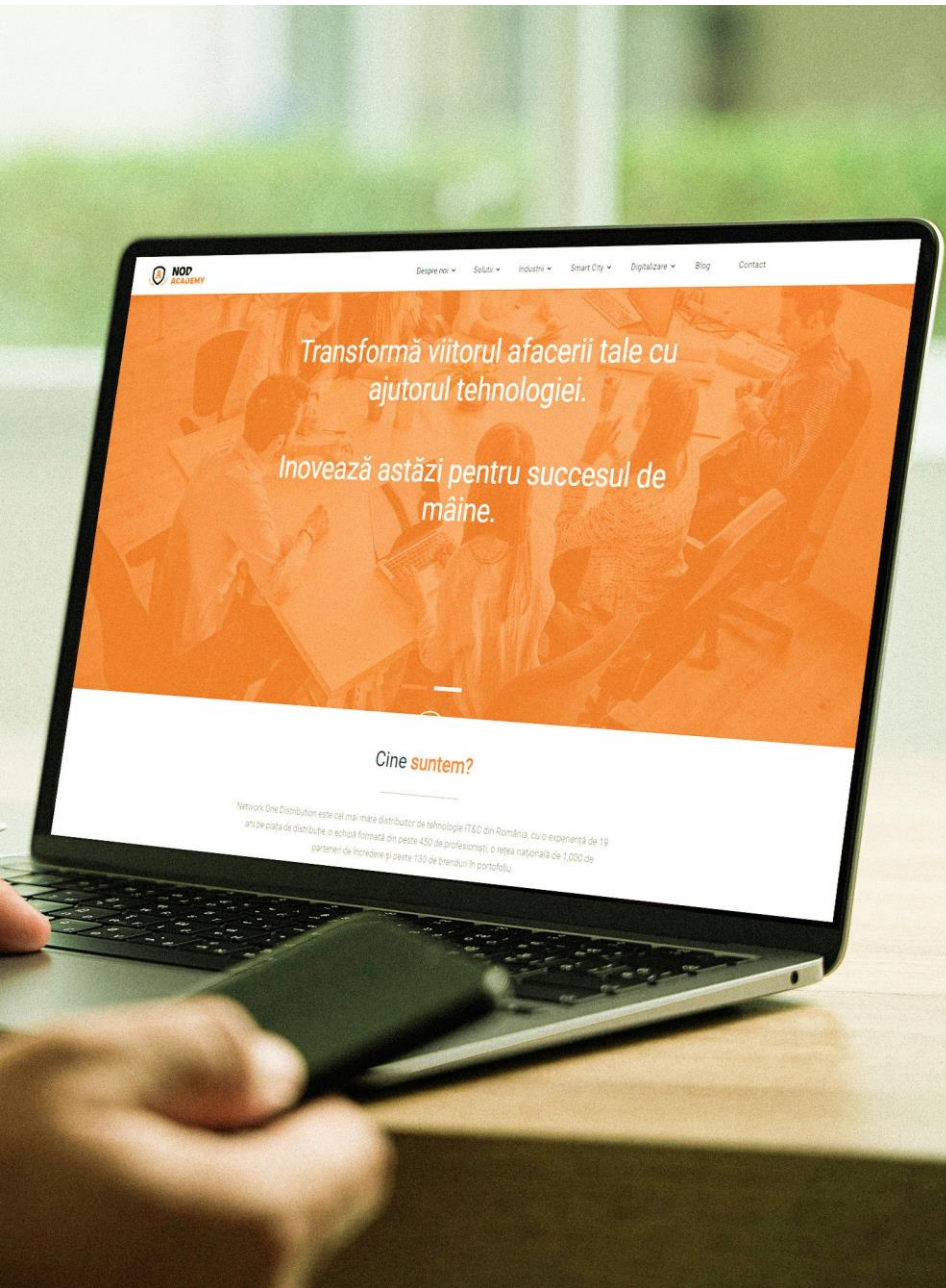 NOD
ACADEMY
Despre noi
Soluții
Industrii
Smart City
Digitalizare
Blog
Contact
Transformă viitorul afacerii tale cu
ajutorul tehnologiei.
Inovează astăzi pentru succesul de
mâine.
Cine suntem?
Network One Distribution este cel mai mare distribuitor de tehnologie IT&C din România, cu o experiență de 19
ani pe piața de distribuție, o echipă formată din peste 450 de profesioniști, o rețea națională de 1,000 de
parteneri de încredere și peste 130 de branduri în portofoliu.